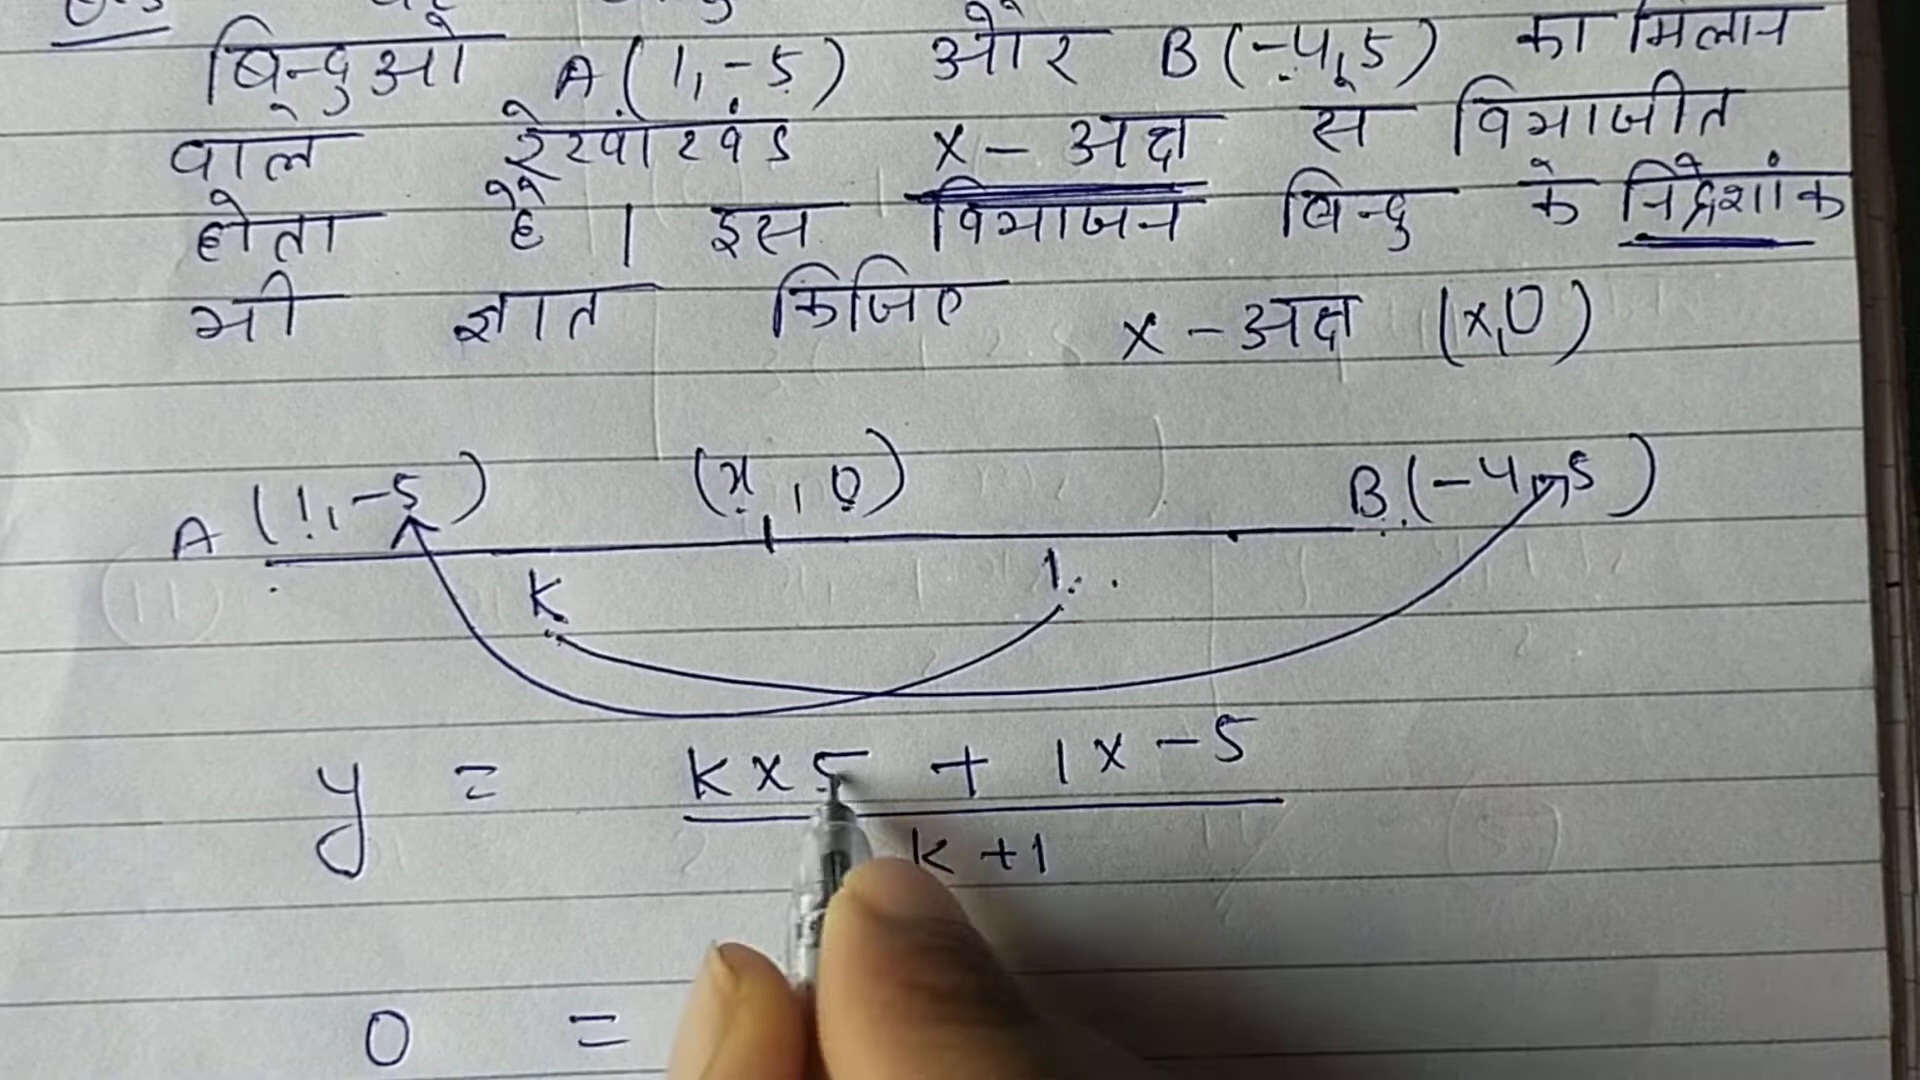 बिन्दुओ A(1,-5) और B(-4,5) का मिलान
वाले रेखाखंड x-अक्ष से विभाजीत
होता है । इस विभाजन बिन्दु के निर्देशांक
भी ज्ञात किजिए x-अक्ष (x,0)
A (1,-5) (x,0) B(-4,5)
K 1
y = k×5 + 1×-5
k+1
0 =